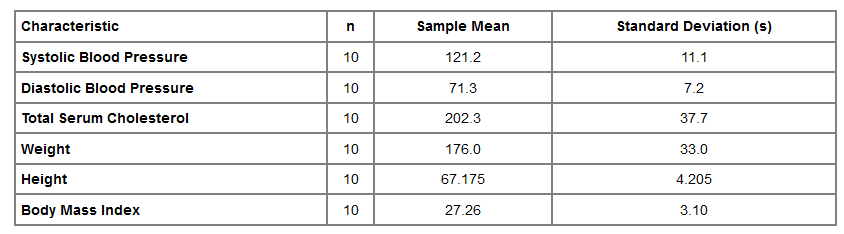 Characteristic n Sample Mean Standard Deviation (s)
Systolic Blood Pressure 10 121.2 11.1
Diastolic Blood Pressure 10 71.3 7.2
Total Serum Cholesterol 10 202.3 37.7
Weight 10 176.0 33.0
Height 10 67.175 4.205
Body Mass Index 10 27.26 3.10